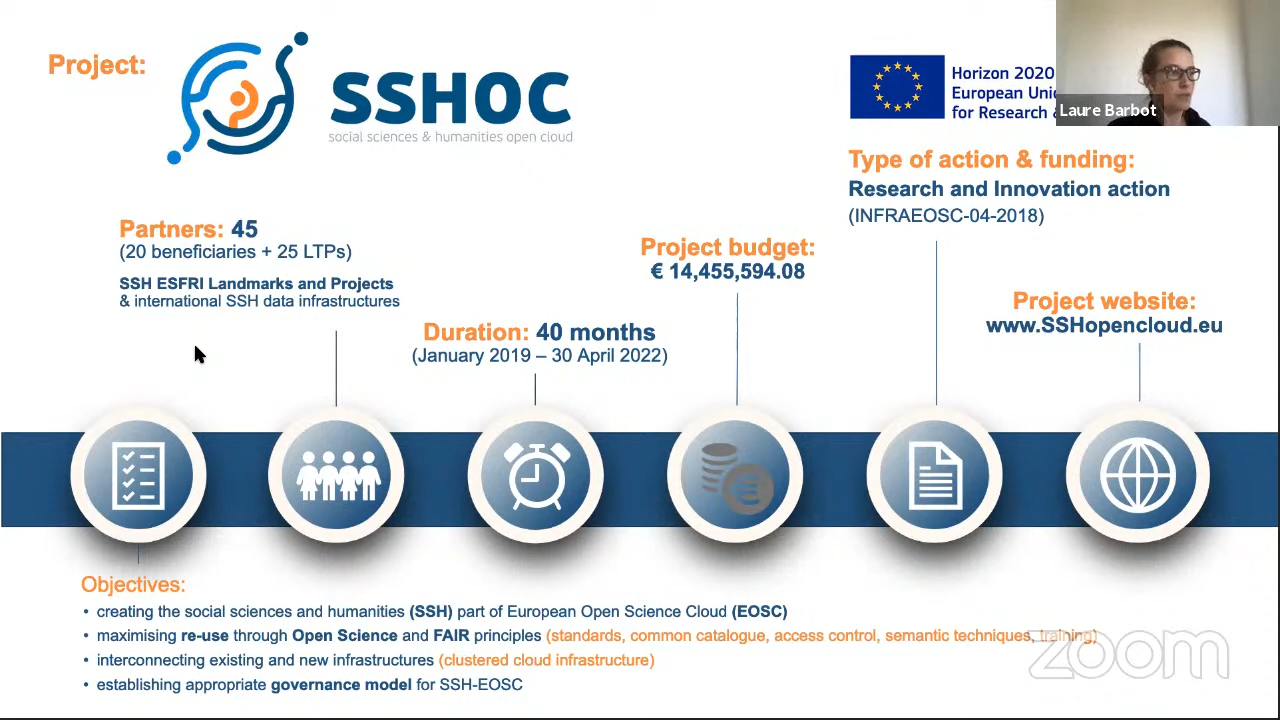 Project:
SSHOC
social sciences & humanities open cloud
Horizon 2020
European
for Research
Laure Barbot
Type of action & funding:
Research and Innovation action
(INFRAEOSC-04-2018)
Partners: 45
(20 beneficiaries + 25 LTPs)
SSH ESFRI Landmarks and Projects
& international SSH data infrastructures
Project budget:
€ 14,455,594.08
Duration: 40 months
(January 2019 – 30 April 2022)
Project website:
www.SSHopencloud.eu
Objectives:
• creating the social sciences and humanities (SSH) part of European Open Science Cloud (EOSC)
• maximising re-use through Open Science and FAIR principles (standards, common catalogue, access control, semantic techniques, training)
• interconnecting existing and new infrastructures (clustered cloud infrastructure)
• establishing appropriate governance model for SSH-EOSC
zoom